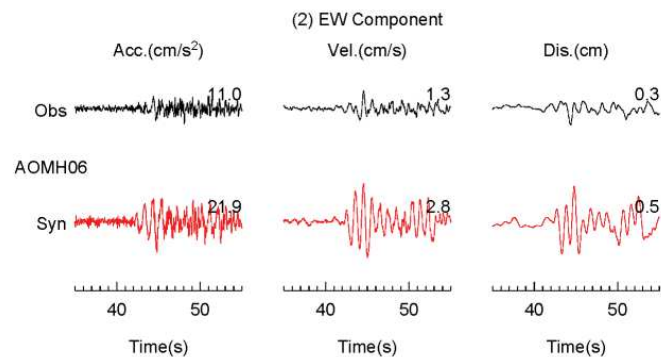 (2) EW Component
Acc.(cm/s²) Vel.(cm/s) Dis.(cm)
Obs 11.0 1.3 0.3
AOMH06
Syn 21.9 2.8 0.5
40 50 40 50 40 50
Time(s) Time(s) Time(s)